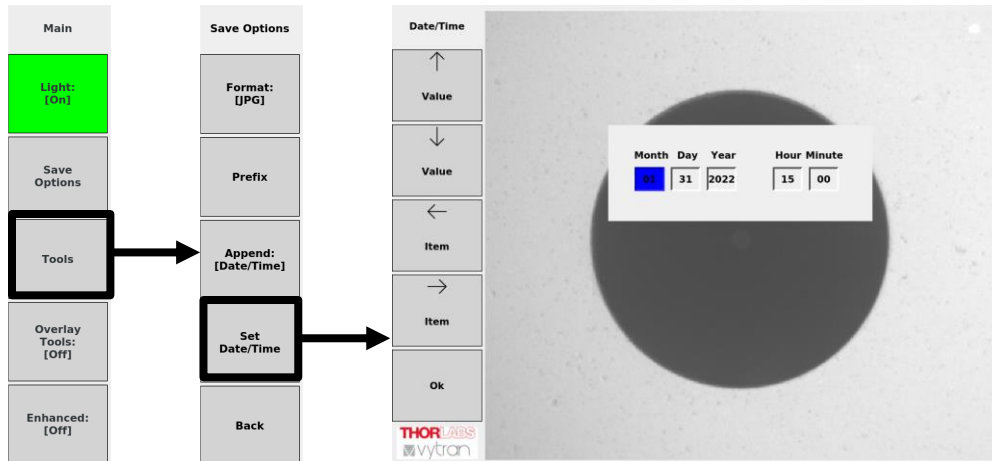 Main
Light:
[On]
Save
Options
Tools
Overlay
Tools:
[Off]
Enhanced:
[Off]
Save Options
Format:
[JPG]
Prefix
Append:
[Date/Time]
Set
Date/Time
Back
Date/Time
↑
Value
↓
Value
←
Item
→
Item
Ok
THORLABS
vytran
Month Day Year Hour Minute
01 31 2022 15 00